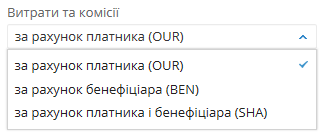 Витрати та комісії
за рахунок платника (OUR)
за рахунок платника (OUR)
за рахунок бенефіціара (BEN)
за рахунок платника і бенефіціара (SHA)